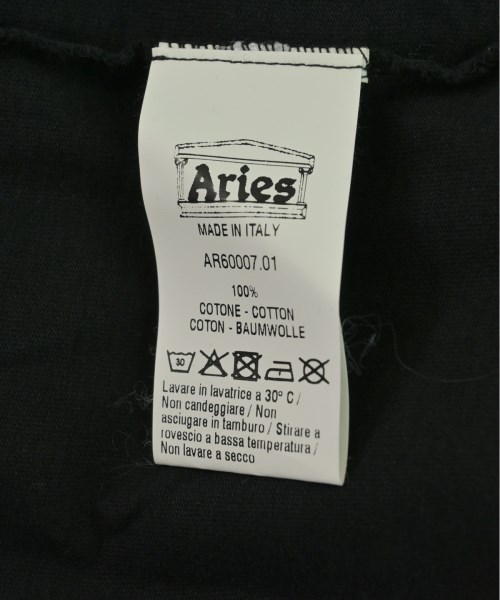 Aries
MADE IN ITALY
AR60007.01
100%
COTONE - COTTON
COTON - BAUMWOLLE
30
Lavare in lavatrice a 30° C /
Non candeggiare / Non
asciugare in tamburo / Stirare a
rovescio a bassa temperatura /
Non lavare a secco